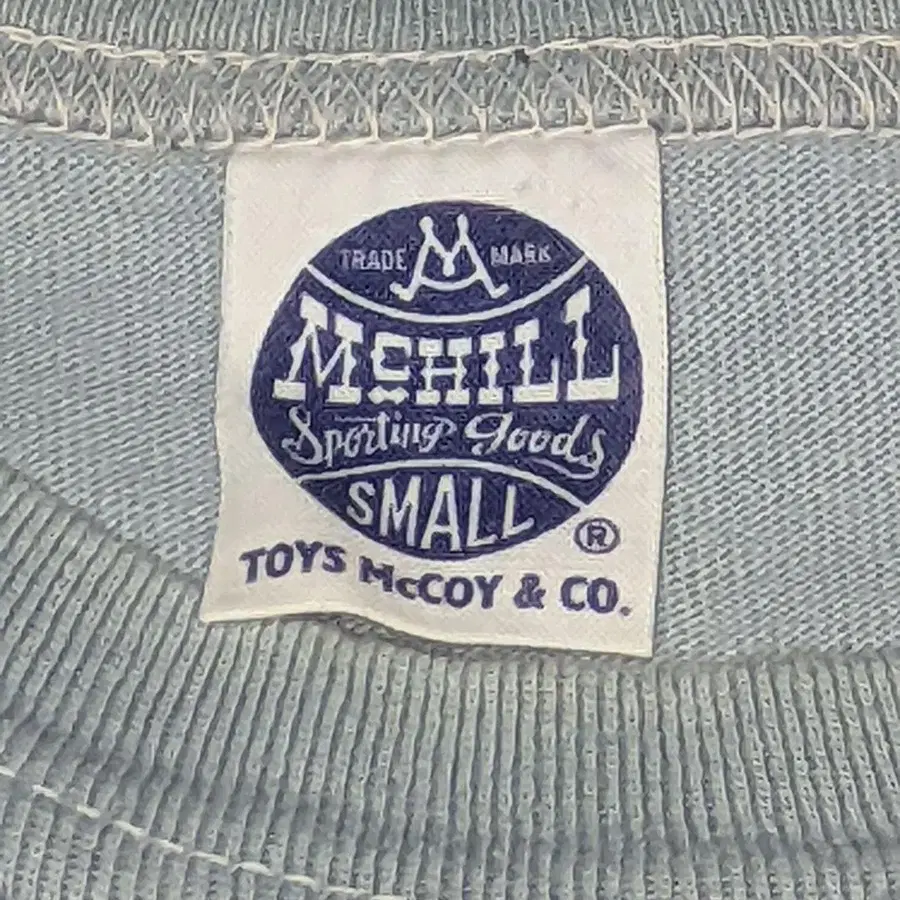 TRADE M MARK
McHILL
Sporting Goods
SMALL
®
TOYS McCOY & CO.